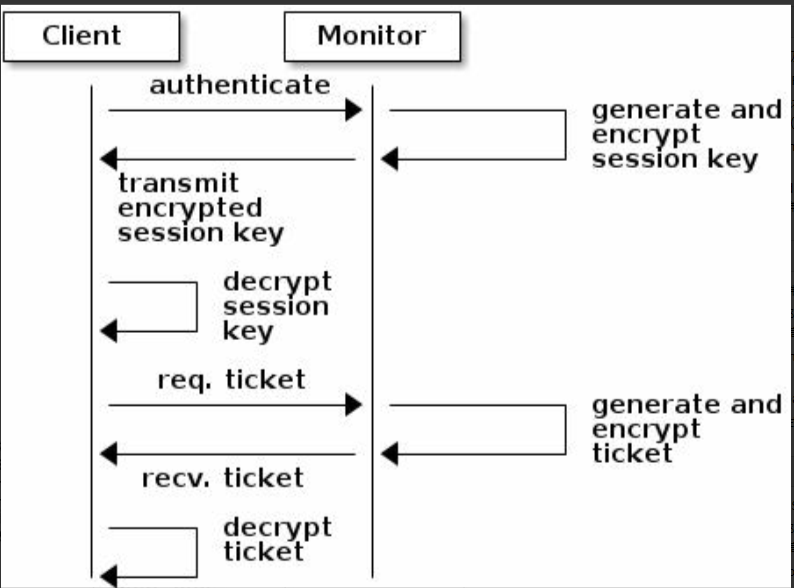 Client
Monitor
authenticate
generate and
encrypt
session key
transmit
encrypted
session key
decrypt
session
key
req. ticket
generate and
encrypt
ticket
recv. ticket
decrypt
ticket